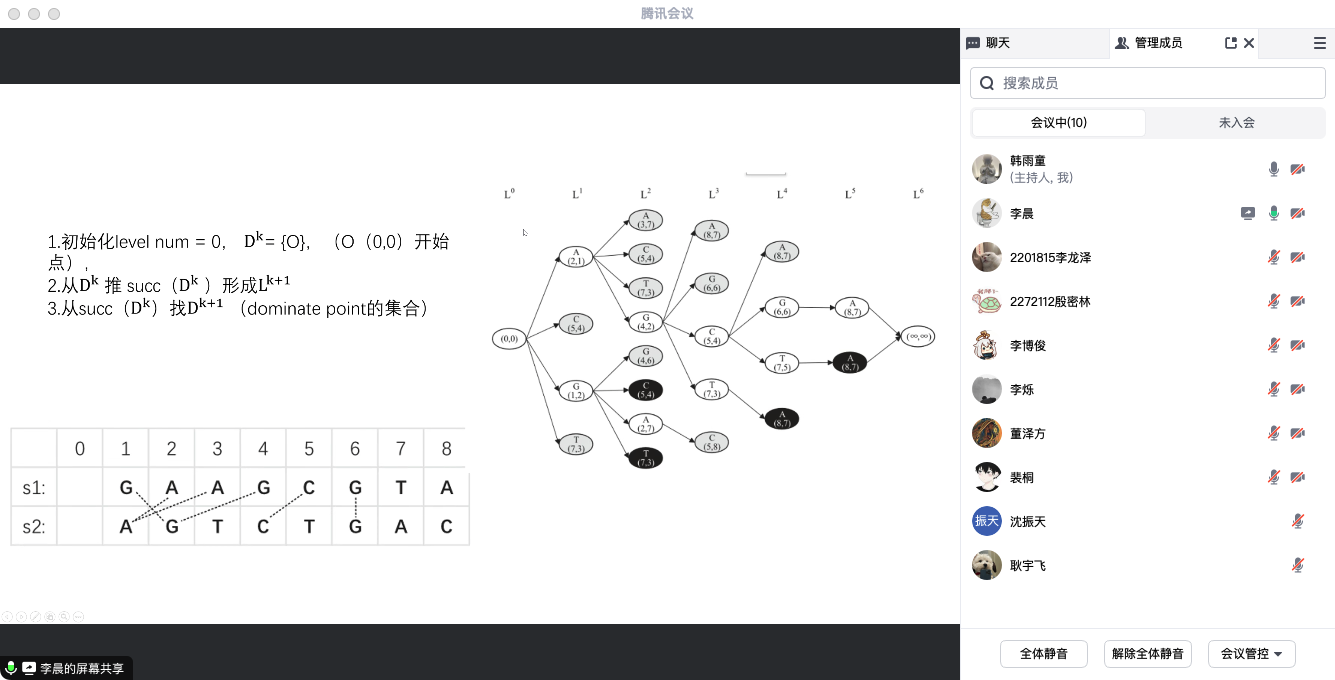 腾讯会议
聊天
管理成员
搜索成员
会议中(10)
未入会
韩雨童
(主持人, 我)
李晨
2201815李龙泽
2272112殷密林
李博俊
李烁
董泽方
裴桐
振天
沈振天
耿宇飞
全体静音
解除全体静音
会议管控
1.初始化level num = 0, D^k= {O}, （O（0,0）开始
点）,
2.从D^k 推 succ（D^k ）形成L^k+1
3.从succ（D^k）找D^k+1 （dominate point的集合）
L^0 L^1 L^2 L^3 L^4 L^5 L^6
(0,0)
A
(2,1)
C
(5,4)
G
(1,2)
T
(7,3)
A
(3,7)
C
(5,4)
T
(7,3)
G
(4,2)
G
(4,6)
C
(5,4)
A
(2,7)
T
(7,3)
A
(8,7)
G
(6,6)
C
(5,4)
T
(7,3)
C
(5,8)
A
(8,7)
G
(6,6)
T
(7,5)
A
(8,7)
A
(8,7)
A
(8,7)
(∞,∞)
0 1 2 3 4 5 6 7 8
s1: G A A G C G T A
s2: A G T C T G A C
李晨的屏幕共享